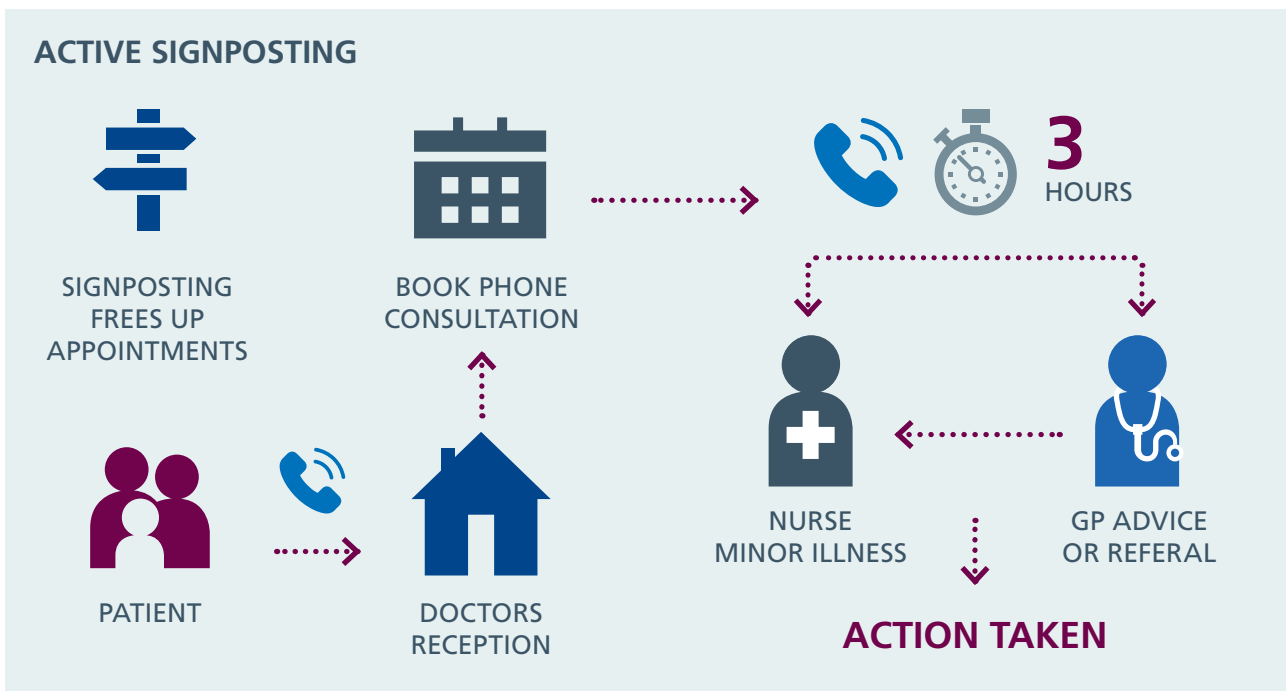 ACTIVE SIGNPOSTING
SIGNPOSTING
FREES UP
APPOINTMENTS
BOOK PHONE
CONSULTATION
3
HOURS
PATIENT
DOCTORS
RECEPTION
NURSE
MINOR ILLNESS
GP ADVICE
OR REFERAL
ACTION TAKEN